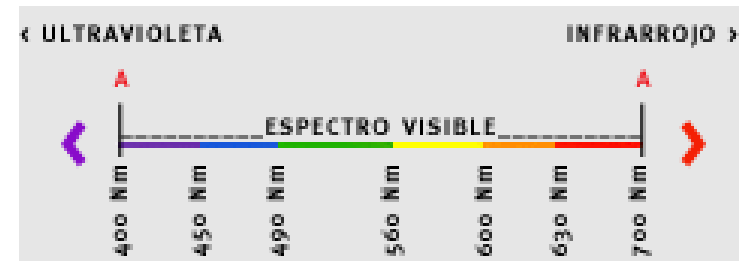 ‹ ULTRAVIOLETA INFRARROJO ›
A A
ESPECTRO VISIBLE
400 Nm 450 Nm 490 Nm 560 Nm 600 Nm 630 Nm 700 Nm